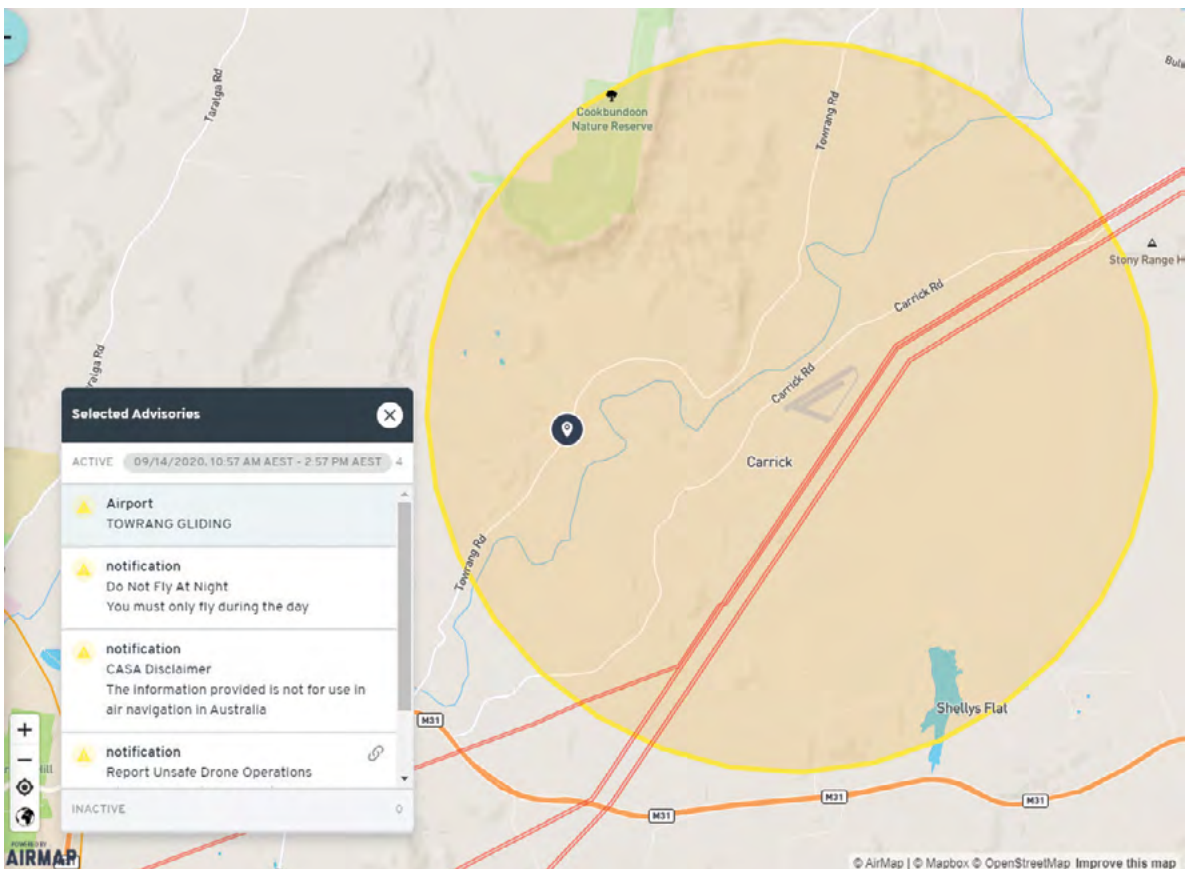 Taralga Rd
Cookbundoon
Nature Reserve
Towrang Rd
Stony Range H
Carrick Rd
Carrick Rd
Carrick
Towrang Rd
Shellys Flat
M31
M31
M31
M31
Selected Advisories
ACTIVE 09/14/2020, 10:57 AM AEST - 2:57 PM AEST 4
Airport
TOWRANG GLIDING
notification
Do Not Fly At Night
You must only fly during the day
notification
CASA Disclaimer
The information provided is not for use in
air navigation in Australia
notification
Report Unsafe Drone Operations
INACTIVE 0
+
−
Hill
POWERED BY
AIRMAP
© AirMap | © Mapbox © OpenStreetMap Improve this map